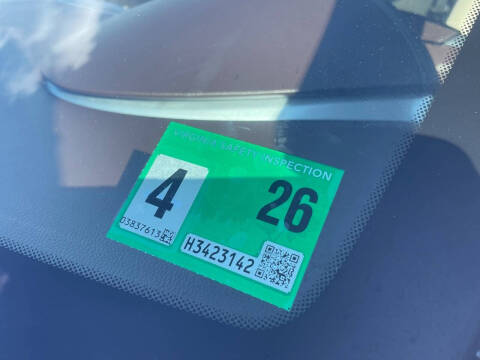 SAFETY INSPECTION
4 26
03837613
H3423142